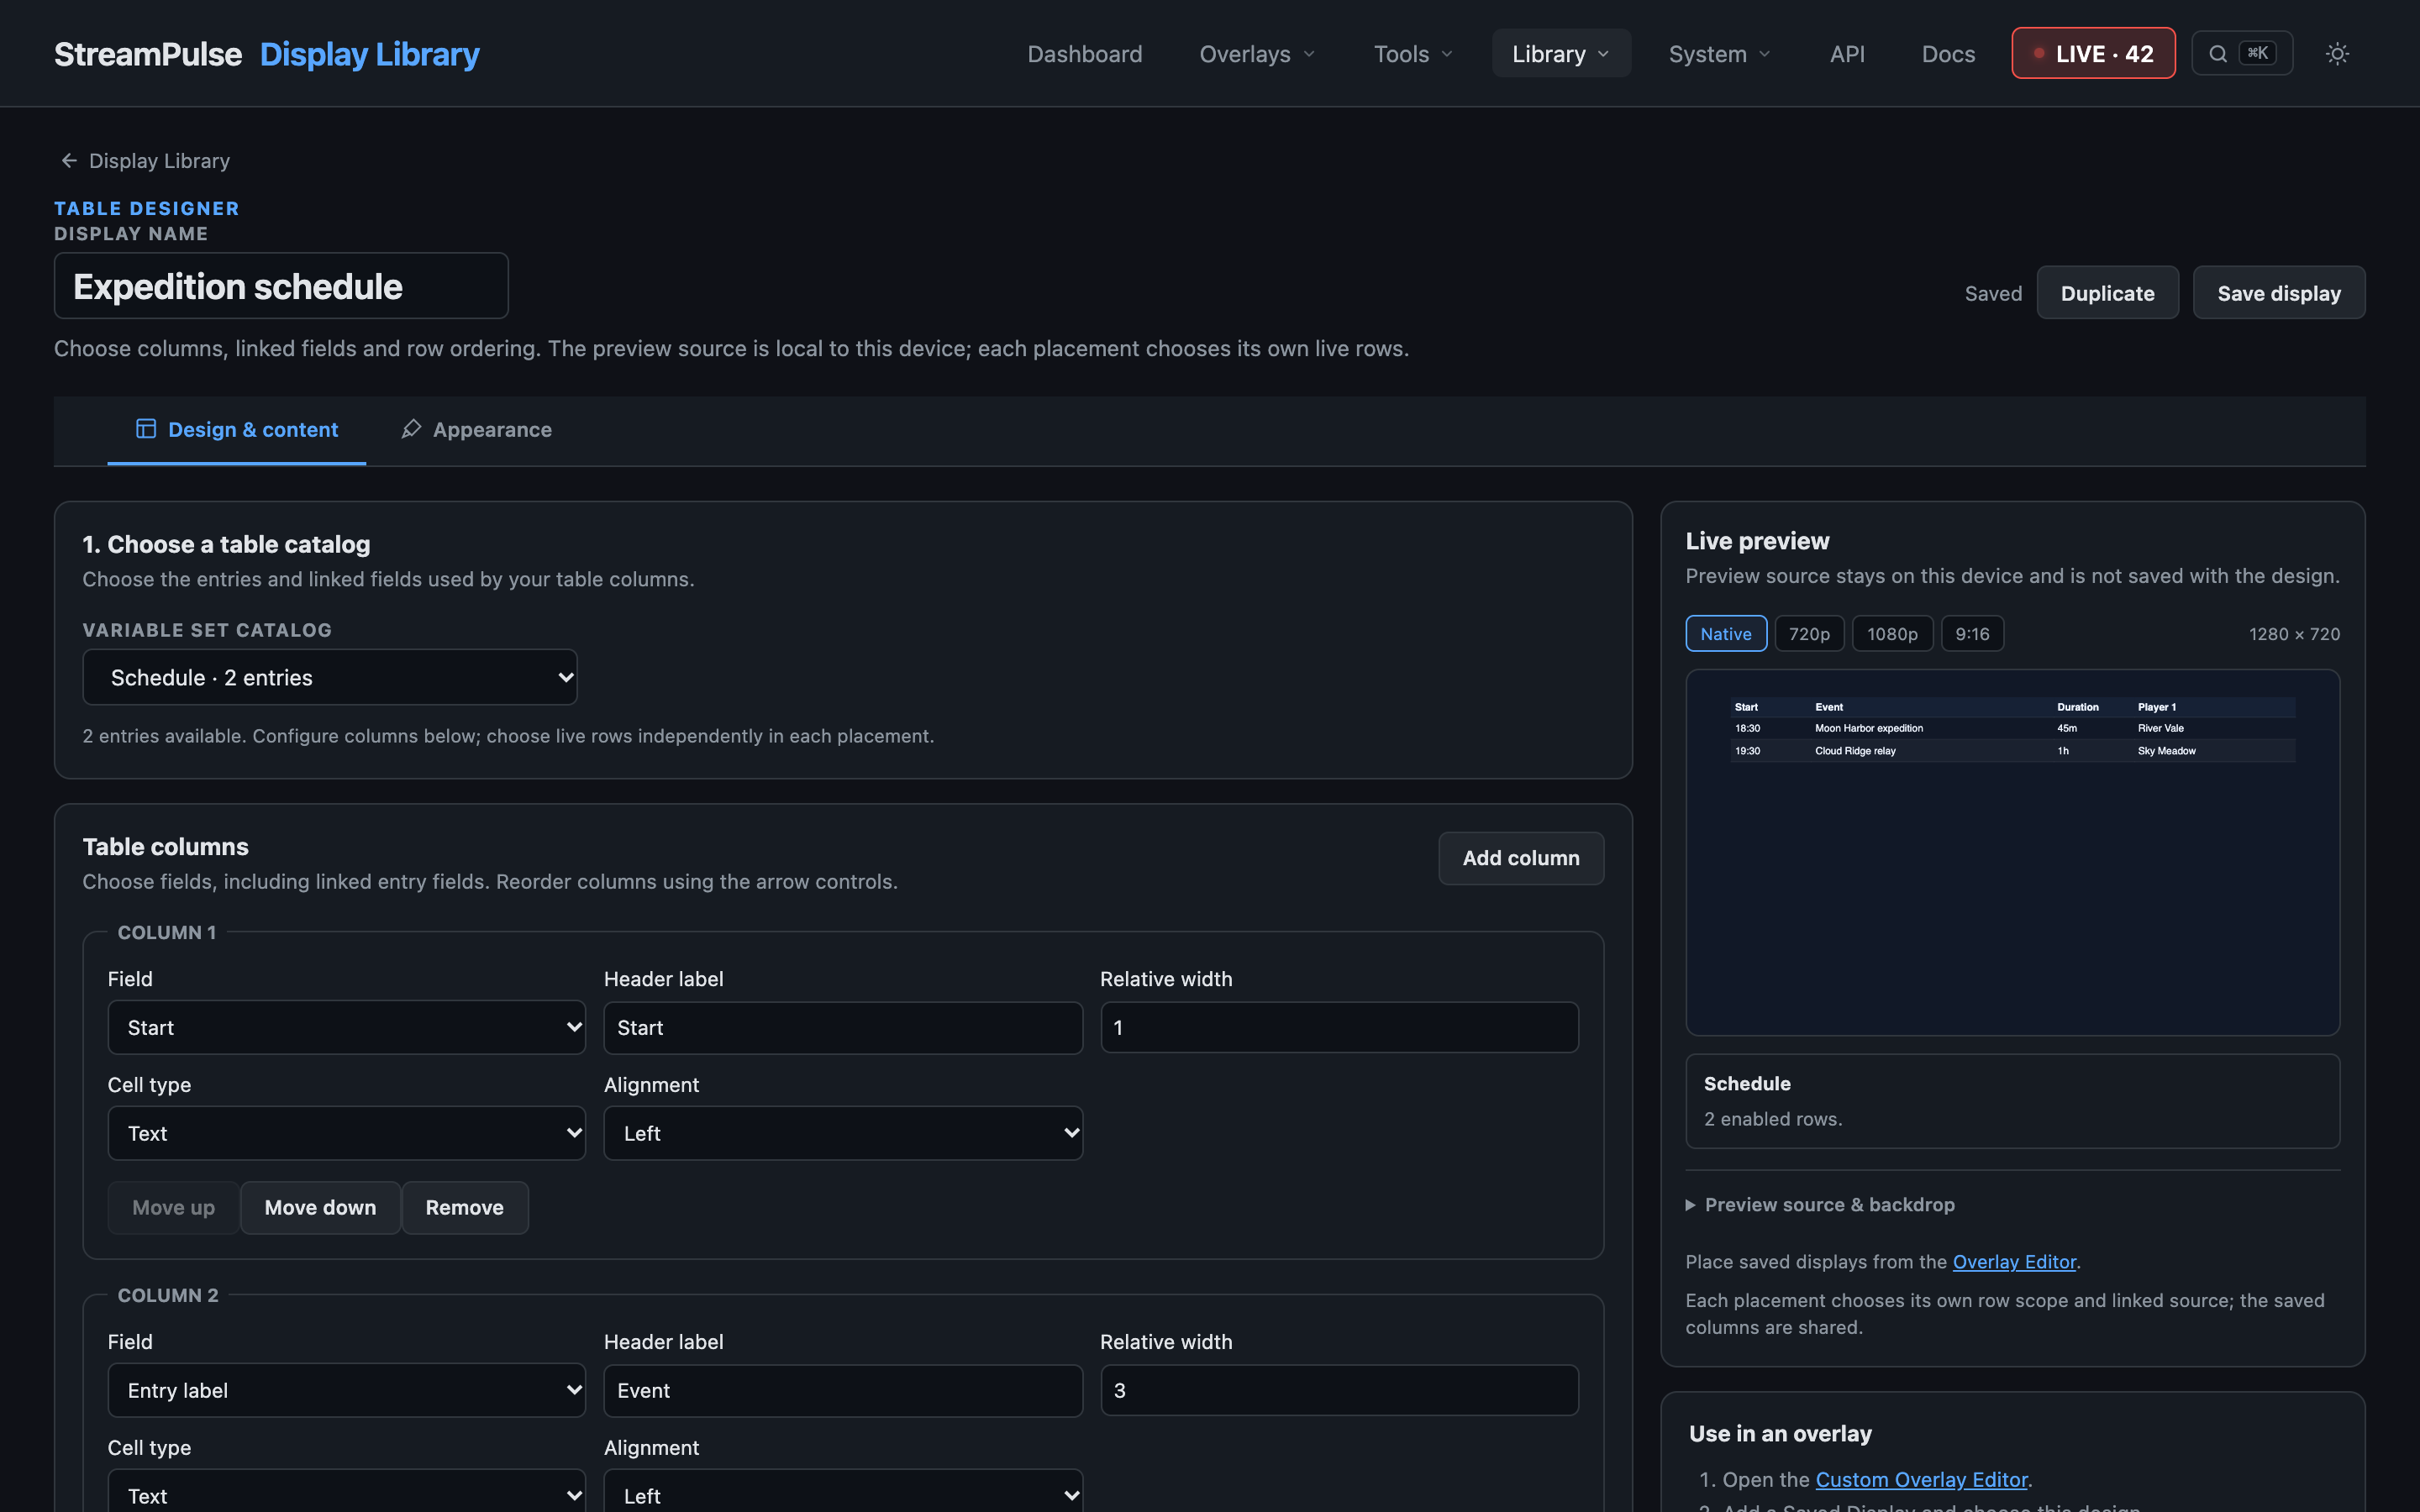 StreamPulse Display Library
Dashboard Overlays Tools Library System API Docs LIVE · 42 ⌘K
Display Library
TABLE DESIGNER
DISPLAY NAME
Expedition schedule
Saved Duplicate Save display
Choose columns, linked fields and row ordering. The preview source is local to this device; each placement chooses its own live rows.
Design & content Appearance
1. Choose a table catalog
Choose the entries and linked fields used by your table columns.
VARIABLE SET CATALOG
Schedule · 2 entries
2 entries available. Configure columns below; choose live rows independently in each placement.
Table columns
Choose fields, including linked entry fields. Reorder columns using the arrow controls.
Add column
COLUMN 1
Field Header label Relative width
Start Start 1
Cell type Alignment
Text Left
Move up Move down Remove
COLUMN 2
Field Header label Relative width
Entry label Event 3
Cell type Alignment
Text Left
Live preview
Preview source stays on this device and is not saved with the design.
Native 720p 1080p 9:16 1280 × 720
Start Event Duration Player 1
18:30 Moon Harbor expedition 45m River Vale
19:30 Cloud Ridge relay 1h Sky Meadow
Schedule
2 enabled rows.
Preview source & backdrop
Place saved displays from the Overlay Editor.
Each placement chooses its own row scope and linked source; the saved
columns are shared.
Use in an overlay
1. Open the Custom Overlay Editor.
2. Add a Saved Display and choose this design.